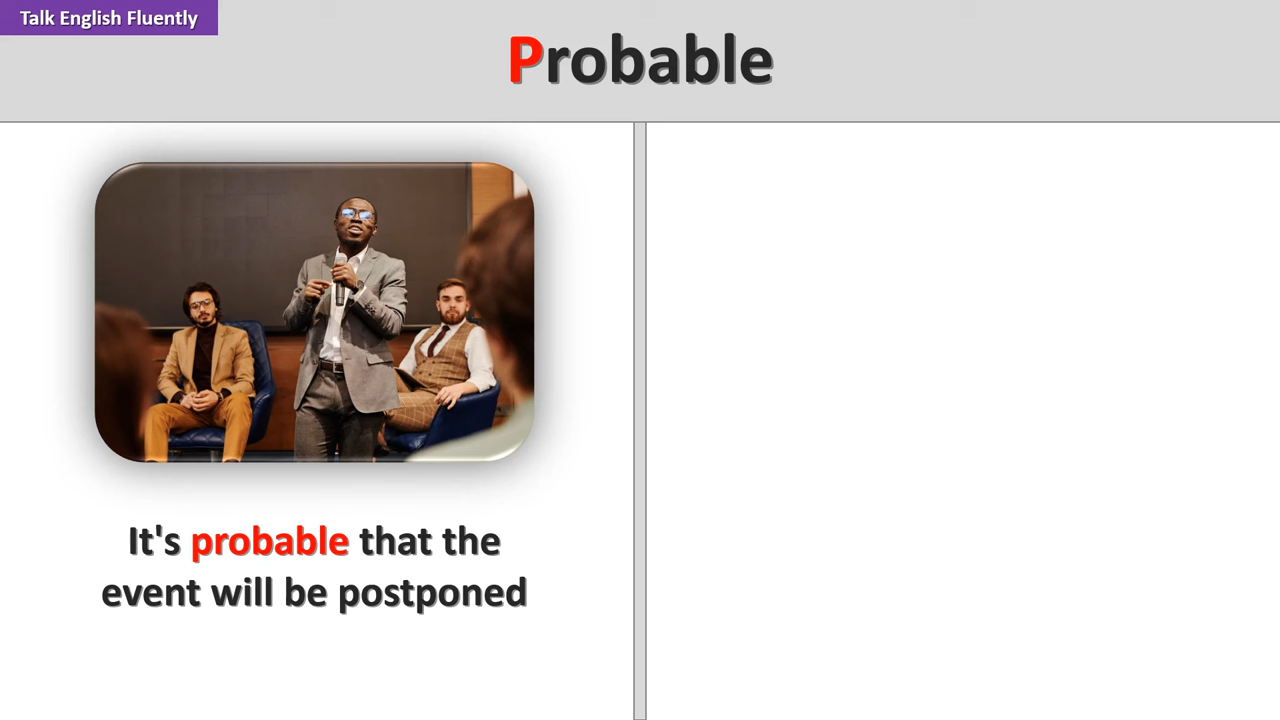 Talk English Fluently
Probable
It's probable that the
event will be postponed